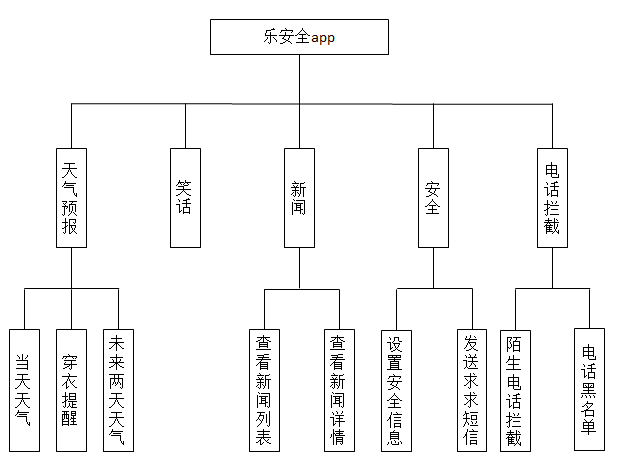 乐安全app
天气预报
笑话
新闻
安全
电话拦截
当天天气
穿衣提醒
未来两天天气
查看新闻列表
查看新闻详情
设置安全信息
发送求求短信
陌生电话拦截
电话黑名单